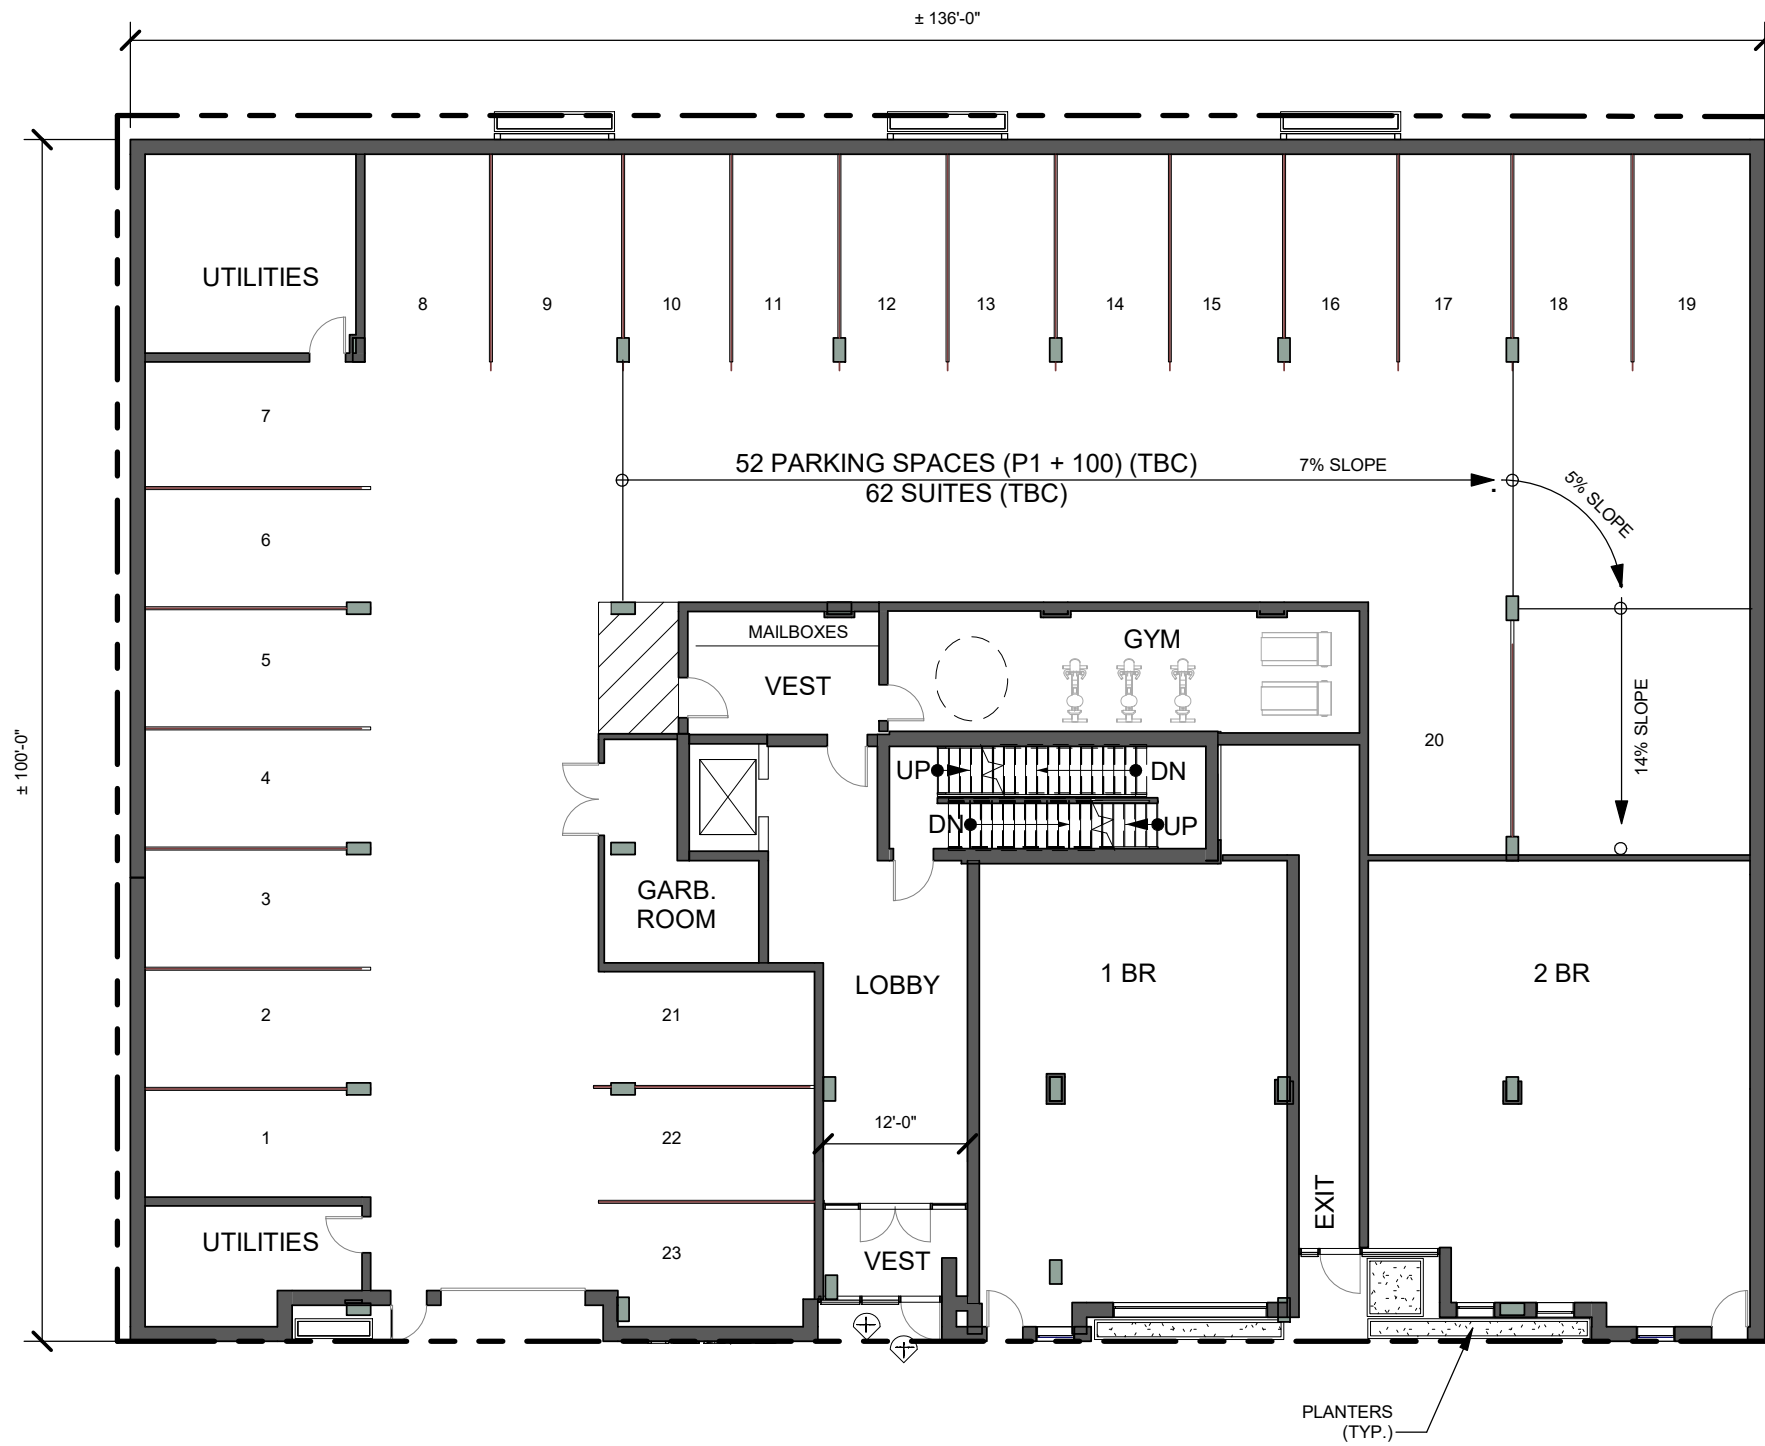 ± 136'-0"
UTILITIES
8
9
10
11
12
13
14
15
16
17
18
19
7
52 PARKING SPACES (P1 + 100) (TBC)
62 SUITES (TBC)
7% SLOPE
5% SLOPE
6
5
MAILBOXES
VEST
GYM
± 100'-0"
4
UP
DN
DN
UP
20
14% SLOPE
3
GARB.
ROOM
LOBBY
1 BR
2 BR
2
21
1
22
12'-0"
UTILITIES
23
VEST
EXIT
PLANTERS
(TYP.)